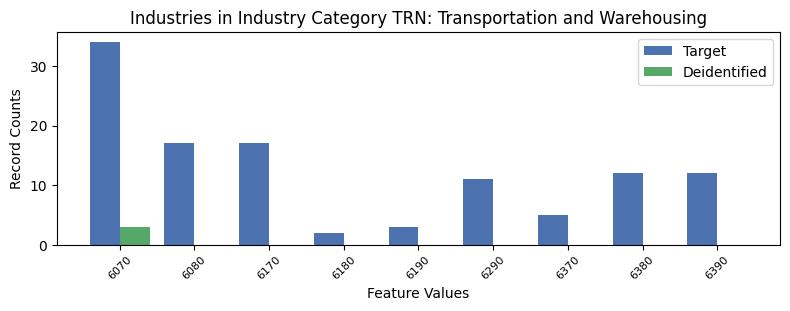 Industries in Industry Category TRN: Transportation and Warehousing
Target
Deidentified
Record Counts
30
20
10
0
6070 6080 6170 6180 6190 6290 6370 6380 6390
Feature Values